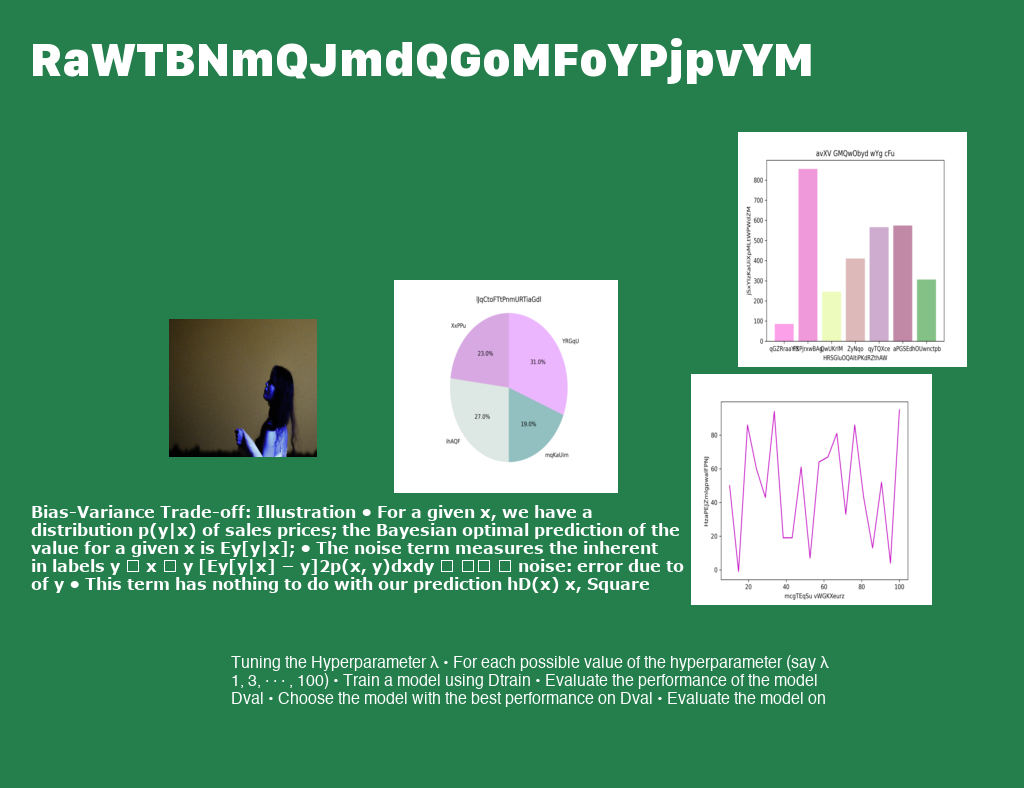 RaWTBNmQJmdQGoMFoYPjpvYM
avXV GMQwObyd wYg cFu
800
700
600
500
400
300
200
100
0
ZyNqo qyTQXce
HRSGluOQAltiPKdRZthAW
XxPPu
YRGqU
23.0%
31.0%
27.0%
19.0%
ihAQF
mqKaUim
80
60
40
20
0
20 40 60 80 100
mcgTEqSu vWGKXeurz
Bias-Variance Trade-off: Illustration • For a given x, we have a
distribution p(y|x) of sales prices; the Bayesian optimal prediction of the
value for a given x is Ey[y|x]; • The noise term measures the inherent
in labels y □ x □ y [Ey[y|x] − y]2p(x, y)dxdy □ □□ □ noise: error due to
of y • This term has nothing to do with our prediction hD(x) x, Square
Tuning the Hyperparameter λ • For each possible value of the hyperparameter (say λ
1, 3, · · · , 100) • Train a model using Dtrain • Evaluate the performance of the model
Dval • Choose the model with the best performance on Dval • Evaluate the model on